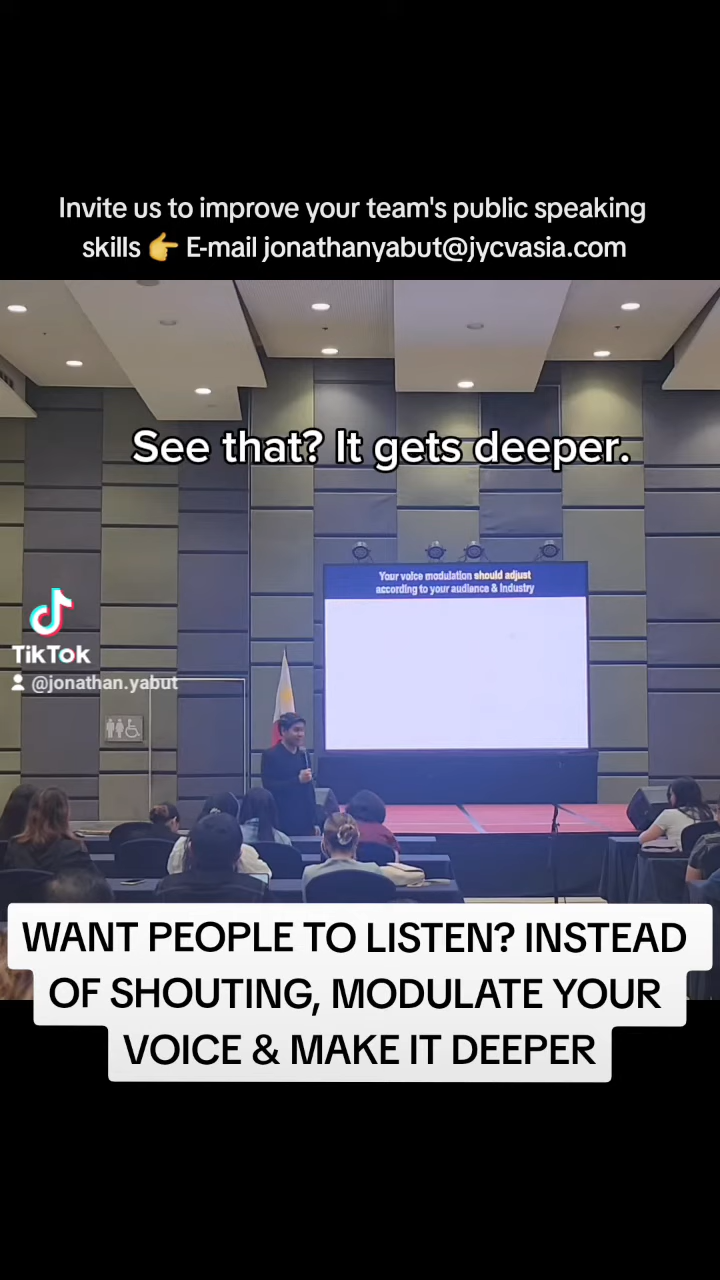 Invite us to improve your team's public speaking
skills 👉 E-mail jonathanyabut@jycvasia.com
See that? It gets deeper.
Your voice modulation should adjust
according to your audience & industry
TikTok
@jonathan.yabut
WANT PEOPLE TO LISTEN? INSTEAD
OF SHOUTING, MODULATE YOUR
VOICE & MAKE IT DEEPER